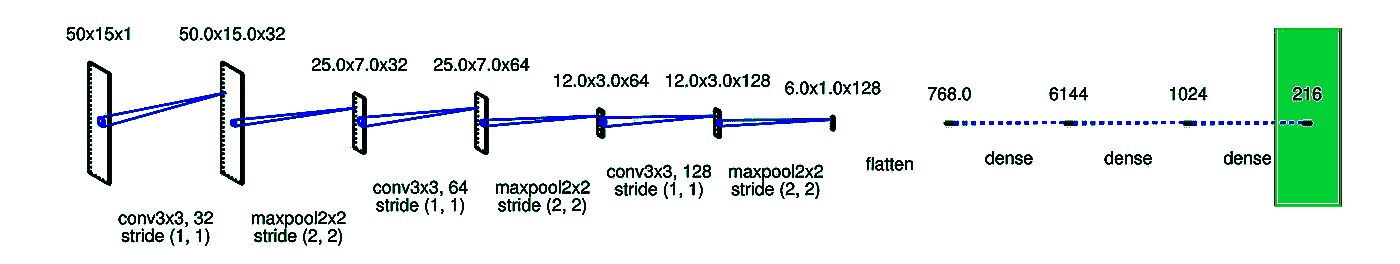 50x15x1
50.0x15.0x32
25.0x7.0x32
25.0x7.0x64
12.0x3.0x64
12.0x3.0x128
6.0x1.0x128
768.0
6144
1024
216
conv3x3, 32
stride (1, 1)
maxpool2x2
stride (2, 2)
conv3x3, 64
stride (1, 1)
maxpool2x2
stride (2, 2)
conv3x3, 128
stride (1, 1)
maxpool2x2
stride (2, 2)
flatten
dense
dense
dense